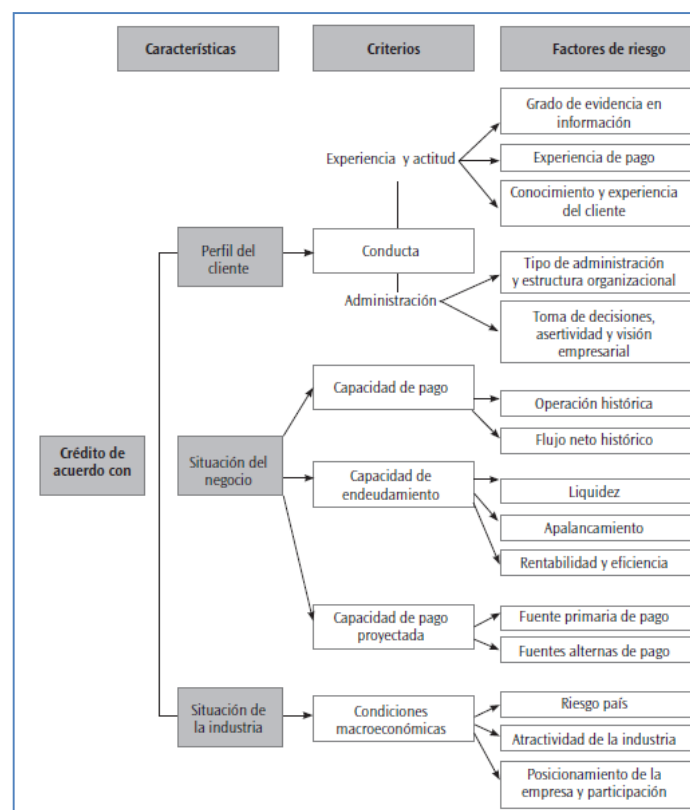 Características
Criterios
Factores de riesgo
Grado de evidencia en
información
Experiencia y actitud
Experiencia de pago
Conocimiento y experiencia
del cliente
Perfil del
cliente
Conducta
Administración
Tipo de administración
y estructura organizacional
Toma de decisiones,
asertividad y visión
empresarial
Crédito de
acuerdo con
Situación del
negocio
Capacidad de pago
Operación histórica
Flujo neto histórico
Capacidad de
endeudamiento
Liquidez
Apalancamiento
Rentabilidad y eficiencia
Capacidad de pago
proyectada
Fuente primaria de pago
Fuentes alternas de pago
Situación de
la industria
Condiciones
macroeconómicas
Riesgo país
Atractividad de la industria
Posicionamiento de la
empresa y participación